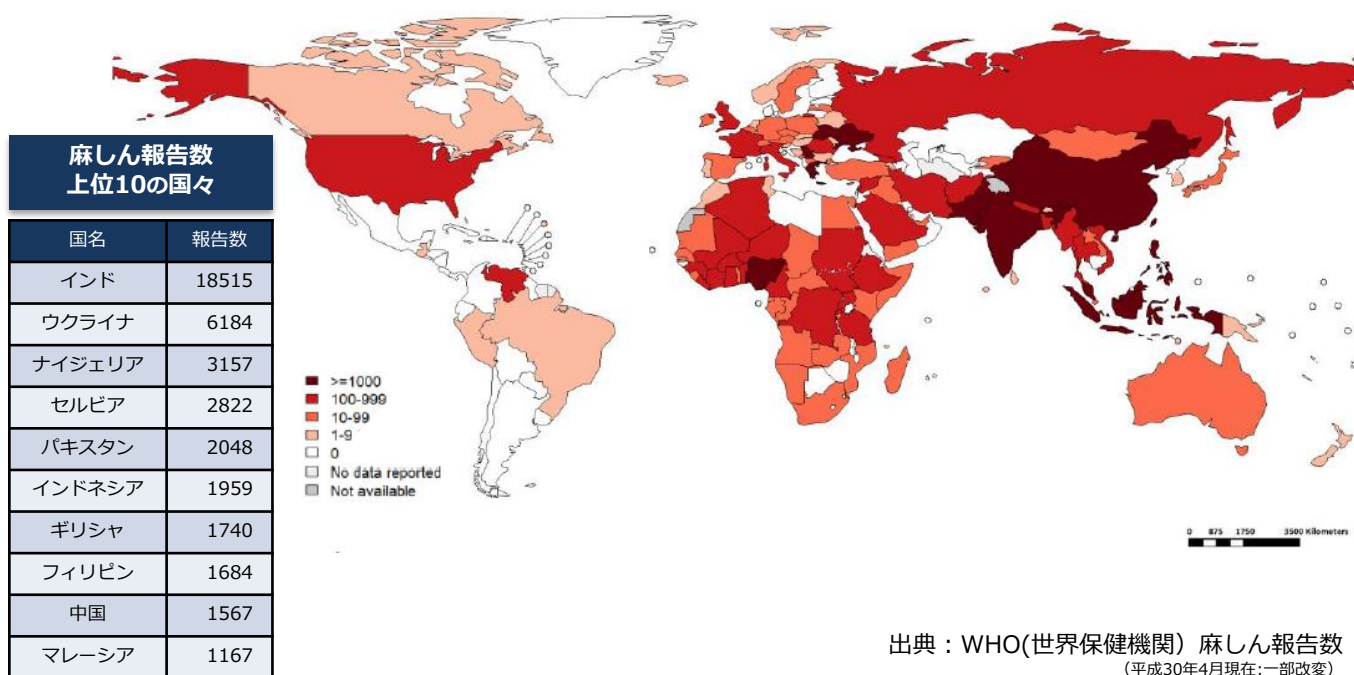 麻しん報告数
上位10の国々
国名 報告数
インド 18515
ウクライナ 6184
ナイジェリア 3157
セルビア 2822
パキスタン 2048
インドネシア 1959
ギリシャ 1740
フィリピン 1684
中国 1567
マレーシア 1167
>=1000
100-999
10-99
1-9
0
No data reported
Not available
0 875 1750 3500 Kilometers
出典：WHO(世界保健機関）麻しん報告数
（平成30年4月現在:一部改変）